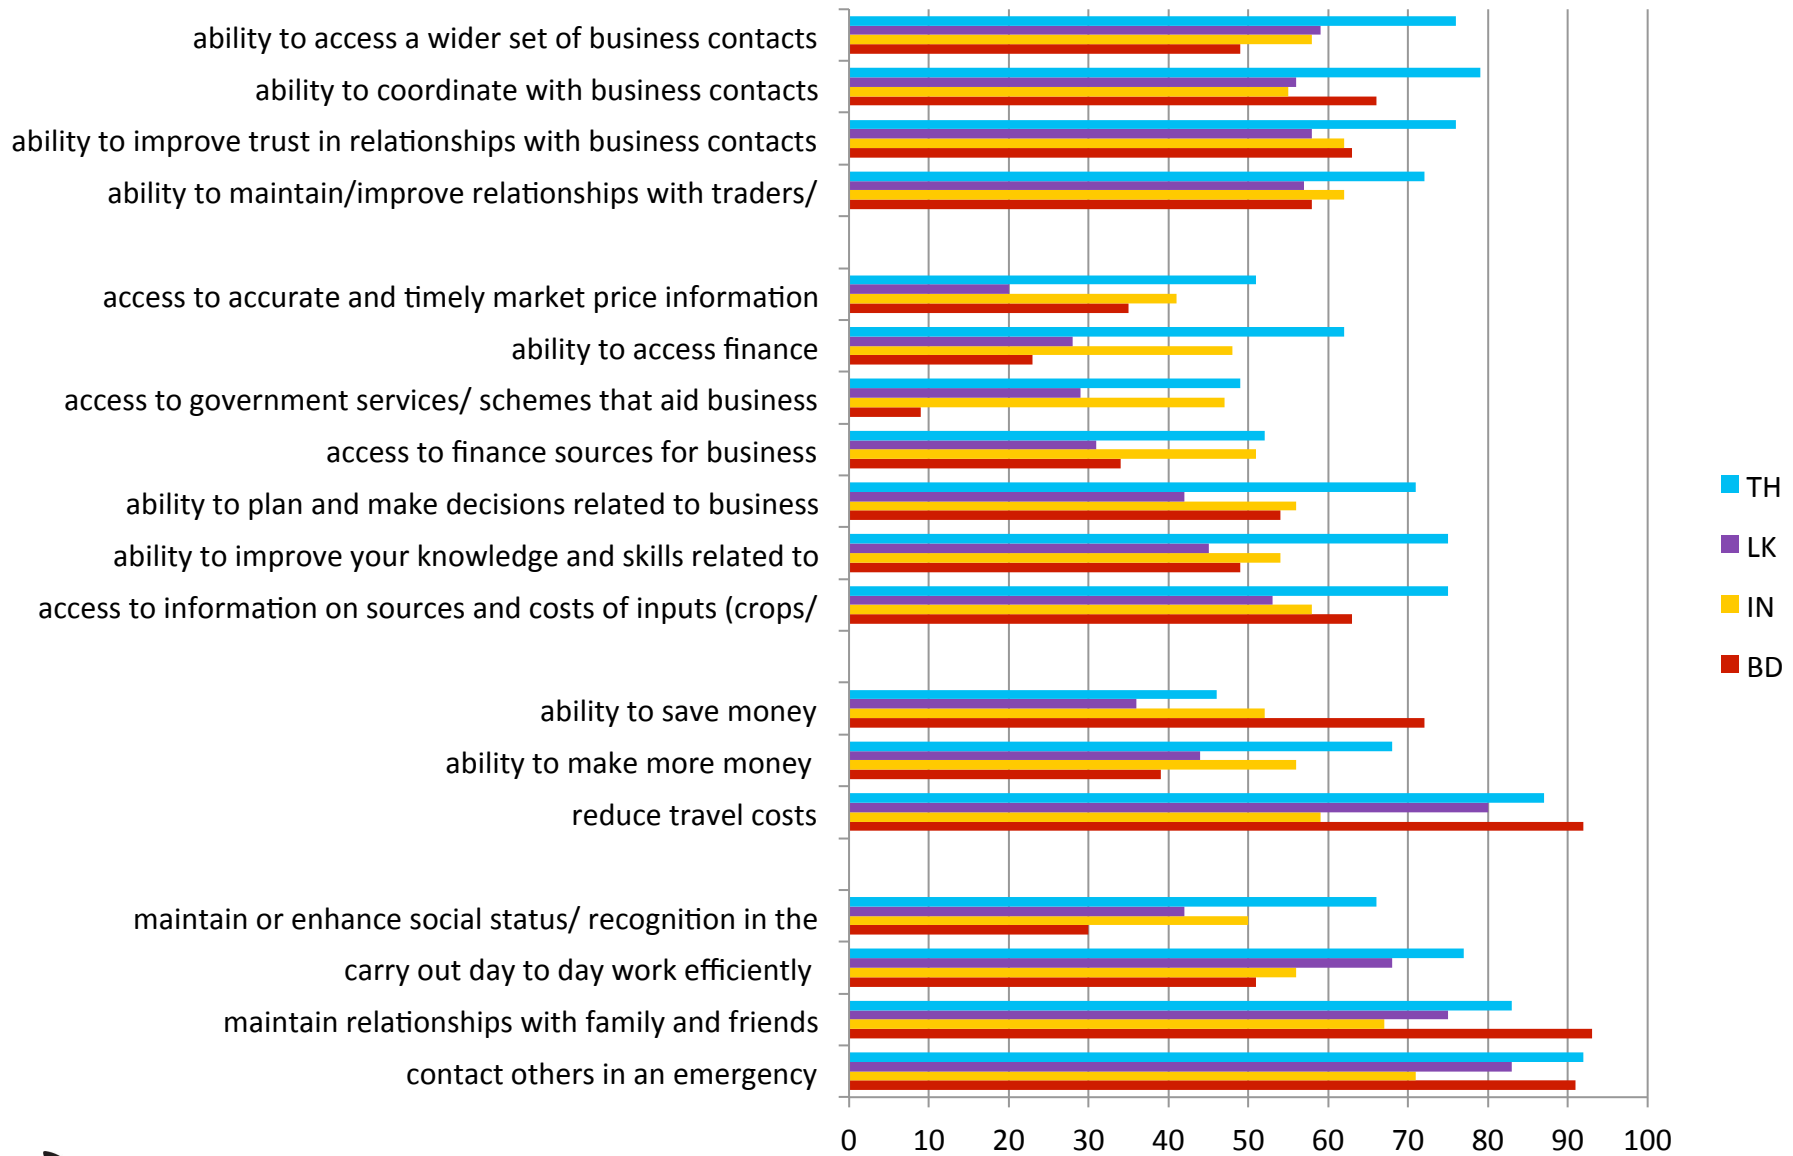 ability to access a wider set of business contacts
ability to coordinate with business contacts
ability to improve trust in relationships with business contacts
ability to maintain/improve relationships with traders/
access to accurate and timely market price information
ability to access finance
access to government services/ schemes that aid business
access to finance sources for business
ability to plan and make decisions related to business
ability to improve your knowledge and skills related to
access to information on sources and costs of inputs (crops/
ability to save money
ability to make more money
reduce travel costs
maintain or enhance social status/ recognition in the
carry out day to day work efficiently
maintain relationships with family and friends
contact others in an emergency
0 10 20 30 40 50 60 70 80 90 100
TH
LK
IN
BD